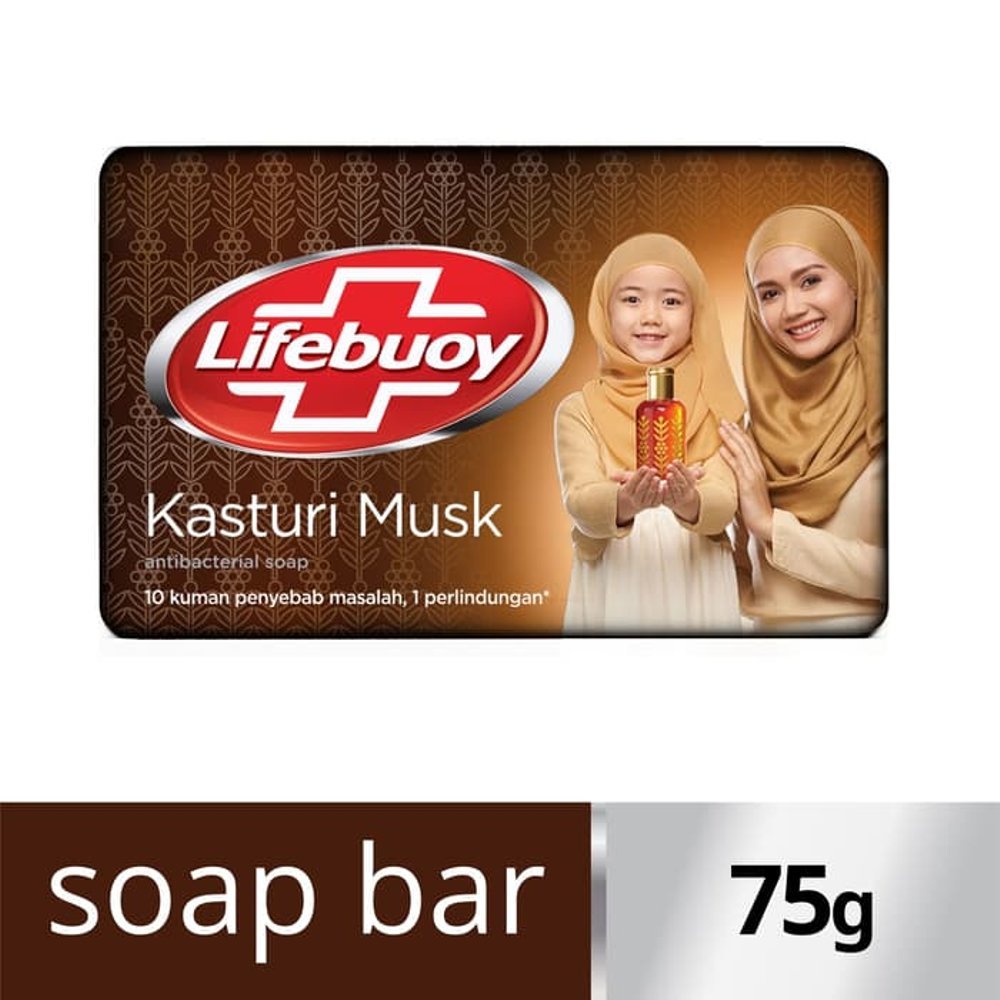 Lifebuoy
Kasturi Musk
antibacterial soap
10 kuman penyebab masalah, 1 perlindungan*
soap bar
75g